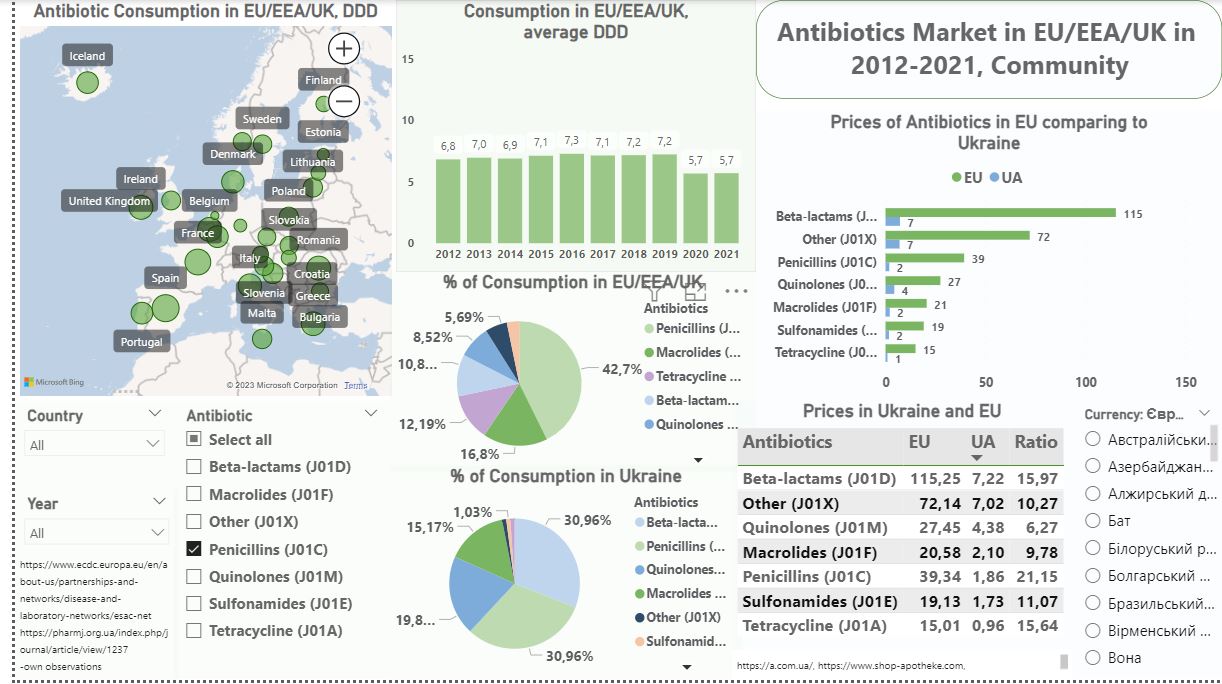 Antibiotic Consumption in EU/EEA/UK, DDD
Iceland
Finland
Sweden
Estonia
Denmark
Lithuania
Ireland
Poland
United Kingdom
Belgium
Slovakia
France
Romania
Italy
Spain
Croatia
Slovenia
Greece
Malta
Bulgaria
Portugal
Microsoft Bing
© 2023 Microsoft Corporation Terms
Consumption in EU/EEA/UK,
average DDD
15
10
5
0
6,8 7,0 6,9 7,1 7,3 7,1 7,2 7,2 5,7 5,7
2012 2013 2014 2015 2016 2017 2018 2019 2020 2021
Antibiotics Market in EU/EEA/UK in
2012-2021, Community
Prices of Antibiotics in EU comparing to
Ukraine
EU UA
Beta-lactams (J... 115
7
Other (J01X) 72
7
Penicillins (J01C) 39
2
Quinolones (J0... 27
4
Macrolides (J01F) 21
2
Sulfonamides (... 19
2
Tetracycline (J0... 15
1
0 50 100 150
% of Consumption in EU/EEA/UK
5,69%
8,52%
10,8...
12,19%
16,8%
42,7%
Antibiotics
Penicillins (J...
Macrolides (...
Tetracycline ...
Beta-lactam...
Quinolones ...
% of Consumption in Ukraine
1,03%
15,17%
19,8...
30,96%
30,96%
Antibiotics
Beta-lacta...
Penicillins (...
Quinolones...
Macrolides ...
Other (J01X)
Sulfonamid...
Country
All
Year
All
https://www.ecdc.europa.eu/en/a
bout-us/partnerships-and-
networks/disease-and-
laboratory-networks/esac-net
https://pharmj.org.ua/index.php/j
ournal/article/view/1237
-own observations
Antibiotic
Select all
Beta-lactams (J01D)
Macrolides (J01F)
Other (J01X)
Penicillins (J01C)
Quinolones (J01M)
Sulfonamides (J01E)
Tetracycline (J01A)
Prices in Ukraine and EU
Antibiotics EU UA Ratio
Beta-lactams (J01D) 115,25 7,22 15,97
Other (J01X) 72,14 7,02 10,27
Quinolones (J01M) 27,45 4,38 6,27
Macrolides (J01F) 20,58 2,10 9,78
Penicillins (J01C) 39,34 1,86 21,15
Sulfonamides (J01E) 19,13 1,73 11,07
Tetracycline (J01A) 15,01 0,96 15,64
https://a.com.ua/, https://www.shop-apotheke.com,
Currency: Євр...
Австралійськи...
Азербайджан...
Алжирський д...
Бат
Білоруський р...
Болгарський ...
Бразильський...
Вірменський ...
Вона